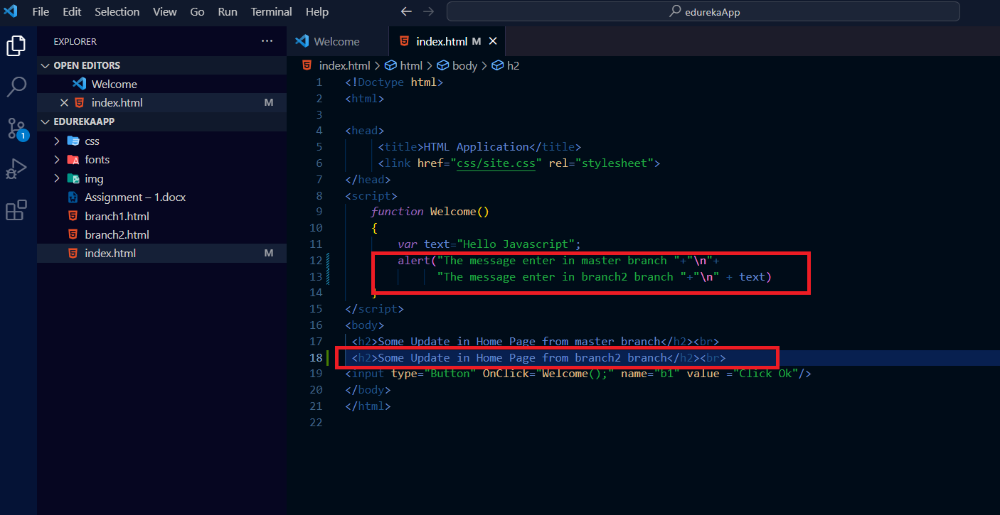 File Edit Selection View Go Run Terminal Help
edurekaApp
EXPLORER ...
Welcome
index.html M
OPEN EDITORS
Welcome
index.html M
EDUREKAAPP
css
fonts
img
Assignment – 1.docx
branch1.html
branch2.html
index.html M
1
index.html > html > body > h2
1 <!Doctype html>
2 <html>
3
4 <head>
5 <title>HTML Application</title>
6 <link href="css/site.css" rel="stylesheet">
7 </head>
8 <script>
9 function Welcome()
10 {
11 var text="Hello Javascript";
12 alert("The message enter in master branch "+"\n"+
13 "The message enter in branch2 branch "+"\n" + text)
14 }
15 </script>
16 <body>
17 <h2>Some Update in Home Page from master branch</h2><br>
18 <h2>Some Update in Home Page from branch2 branch</h2><br>
19 <input type="Button" OnClick="Welcome();" name="b1" value ="Click Ok"/>
20 </body>
21 </html>
22